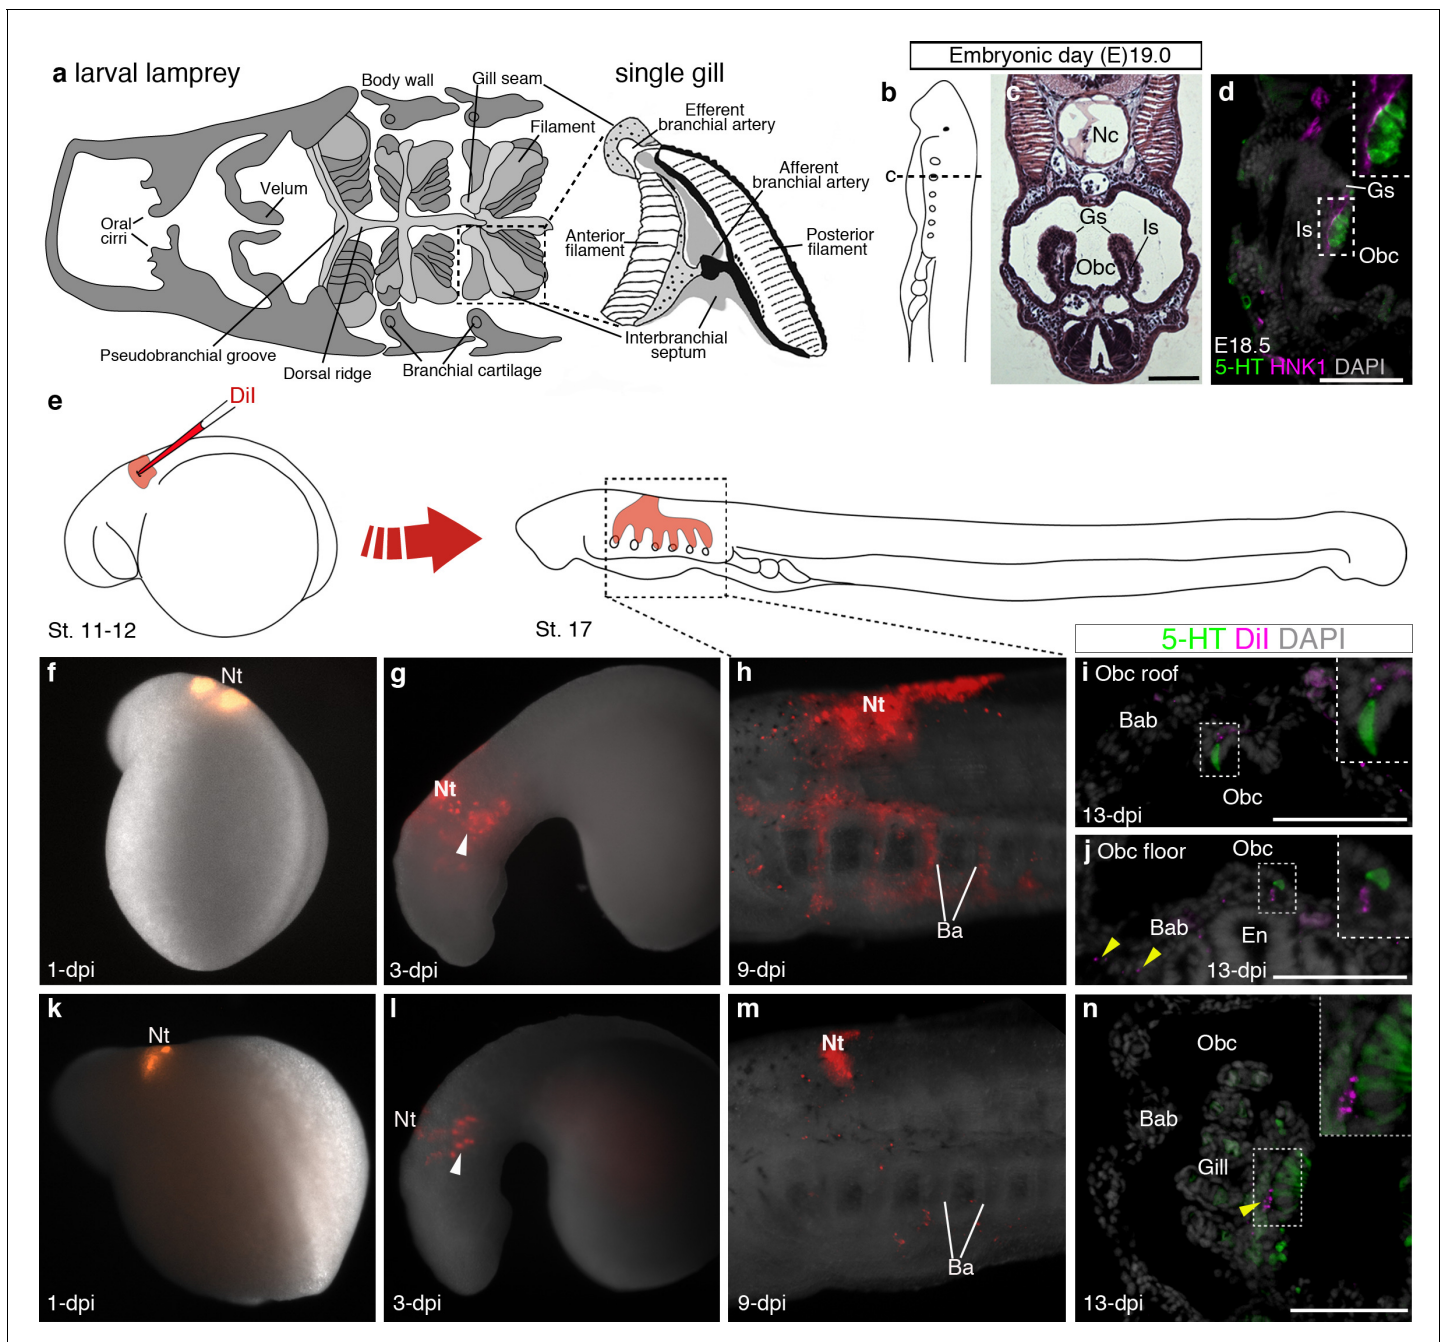 a larval lamprey
single gill
Body wall
Gill seam
Efferent
branchial artery
Filament
Afferent
branchial artery
Velum
Oral
cirri
Anterior
filament
Posterior
filament
Interbranchial
septum
Pseudobranchial groove
Dorsal ridge
Branchial cartilage
Embryonic day (E)19.0
b
c
c
Nc
Gs
Is
Obc
d
Gs
Is
Obc
E18.5
5-HT HNK1 DAPI
e
DiI
St. 11-12
St. 17
5-HT DiI DAPI
f
Nt
1-dpi
g
Nt
3-dpi
h
Nt
Ba
9-dpi
i Obc roof
Bab
Obc
13-dpi
j Obc floor
Obc
Bab
En
13-dpi
k
Nt
1-dpi
l
Nt
3-dpi
m
Nt
Ba
9-dpi
n
Obc
Bab
Gill
13-dpi